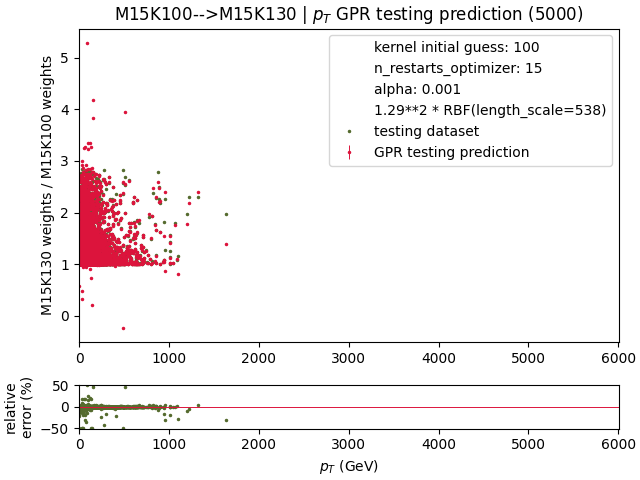 M15K100-->M15K130 | pT GPR testing prediction (5000)
kernel initial guess: 100
n_restarts_optimizer: 15
alpha: 0.001
1.29**2 * RBF(length_scale=538)
testing dataset
GPR testing prediction
M15K130 weights / M15K100 weights
5
4
3
2
1
0
0 1000 2000 3000 4000 5000 6000
relative
error (%)
50
0
−50
0 1000 2000 3000 4000 5000 6000
pT (GeV)